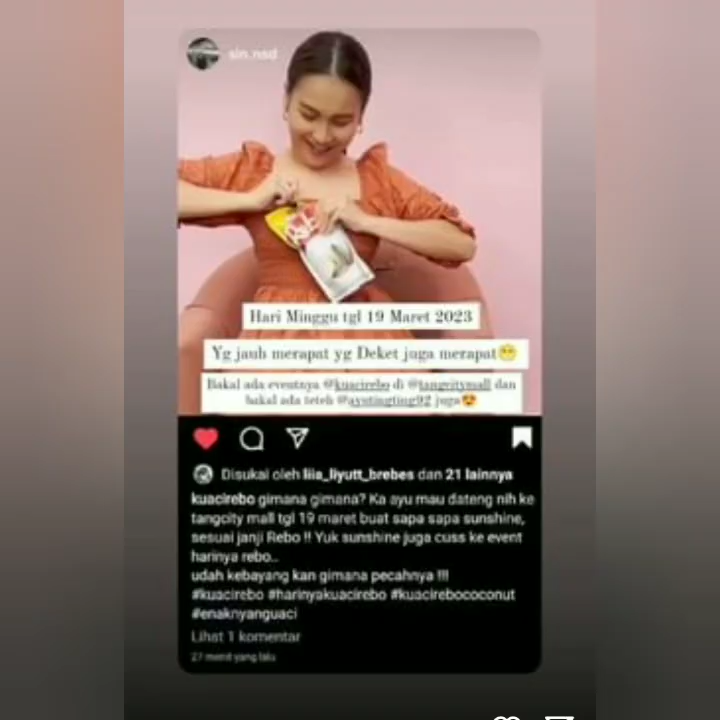 sin.nsd
Hari Minggu tgl 19 Maret 2023
Yg jauh merapat yg Deket juga merapat😁
Bakal ada eventnya @kuacirebo di @tangcitymall dan
bakal ada teteh @ayutingting92 juga😍
Disukai oleh liia_liyutt_brebes dan 21 lainnya
kuacirebo gimana gimana? Ka ayu mau dateng nih ke
tangcity mall tgl 19 maret buat sapa sapa sunshine,
sesuai janji Rebo !! Yuk sunshine juga cuss ke event
harinya rebo..
udah kebayang kan gimana pecahnya !!!
#kuacirebo #harinyakuacirebo #kuacirebococonut
#enaknyanguaci
Lihat 1 komentar
27 menit yang lalu